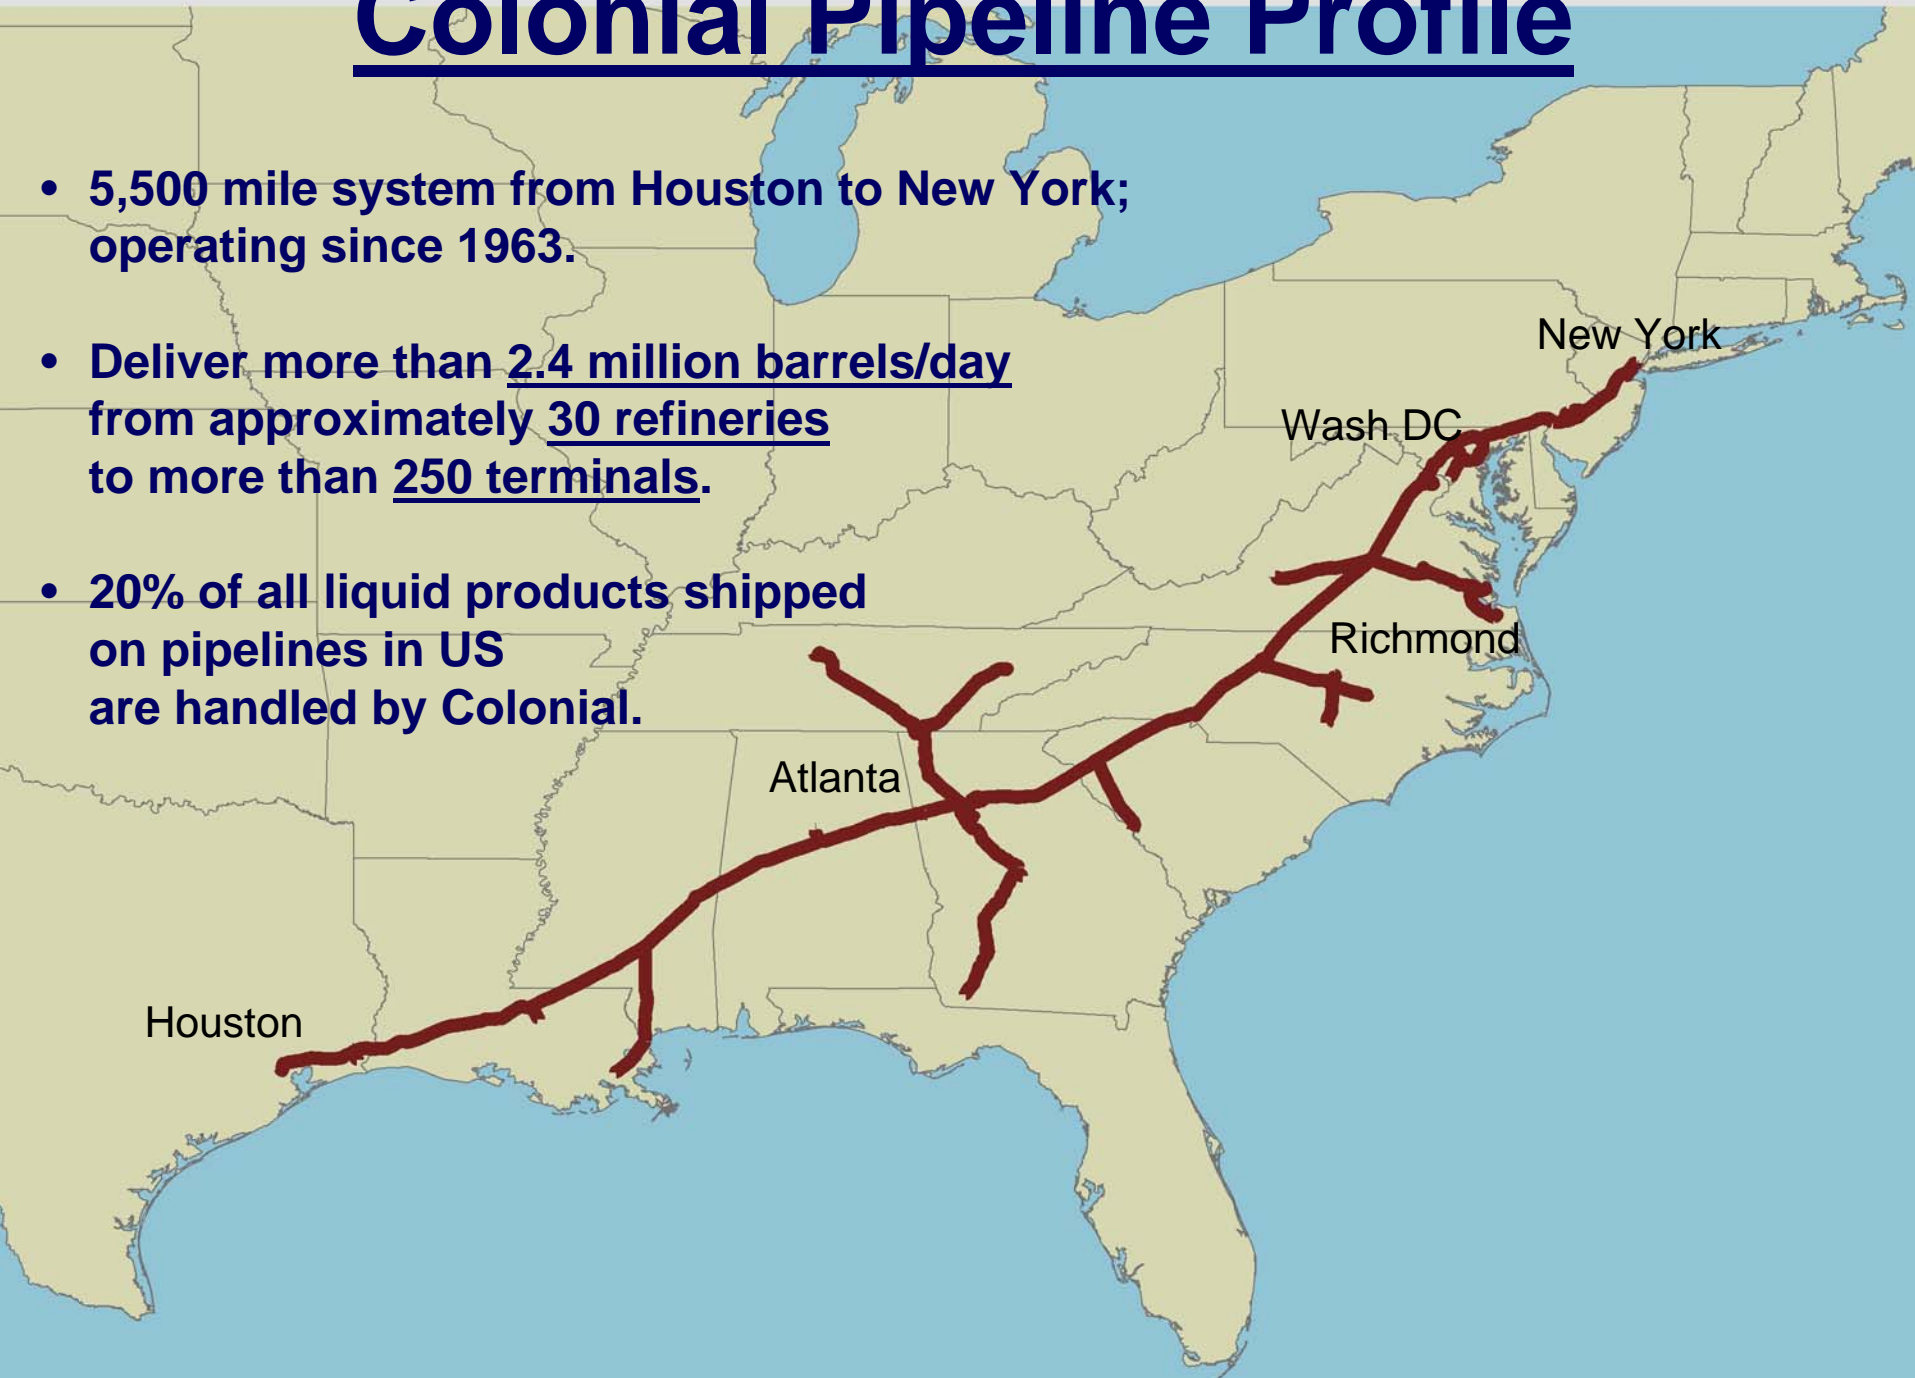 Colonial Pipeline Profile
• 5,500 mile system from Houston to New York;
operating since 1963.
• Deliver more than 2.4 million barrels/day
from approximately 30 refineries
to more than 250 terminals.
• 20% of all liquid products shipped
on pipelines in US
are handled by Colonial.
New York
Wash DC
Richmond
Atlanta
Houston